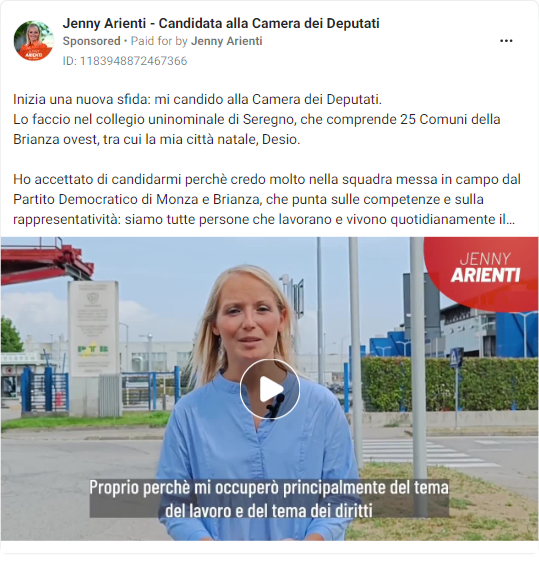 Jenny Arienti - Candidata alla Camera dei Deputati
Sponsored • Paid for by Jenny Arienti
ID: 1183948872467366
Inizia una nuova sfida: mi candido alla Camera dei Deputati.
Lo faccio nel collegio uninominale di Seregno, che comprende 25 Comuni della
Brianza ovest, tra cui la mia città natale, Desio.
Ho accettato di candidarmi perchè credo molto nella squadra messa in campo dal
Partito Democratico di Monza e Brianza, che punta sulle competenze e sulla
rappresentatività: siamo tutte persone che lavorano e vivono quotidianamente il...
JENNY
ARIENTI
Proprio perchè mi occuperò principalmente del tema
del lavoro e del tema dei diritti